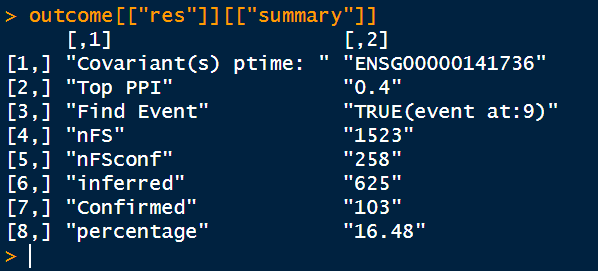 > outcome[["res"]][["summary"]]
[,1] [,2]
[1,] "Covariant(s) ptime: " "ENSG00000141736"
[2,] "Top PPI" "0.4"
[3,] "Find Event" "TRUE(event at:9)"
[4,] "nFS" "1523"
[5,] "nFSconf" "258"
[6,] "inferred" "625"
[7,] "Confirmed" "103"
[8,] "percentage" "16.48"
>